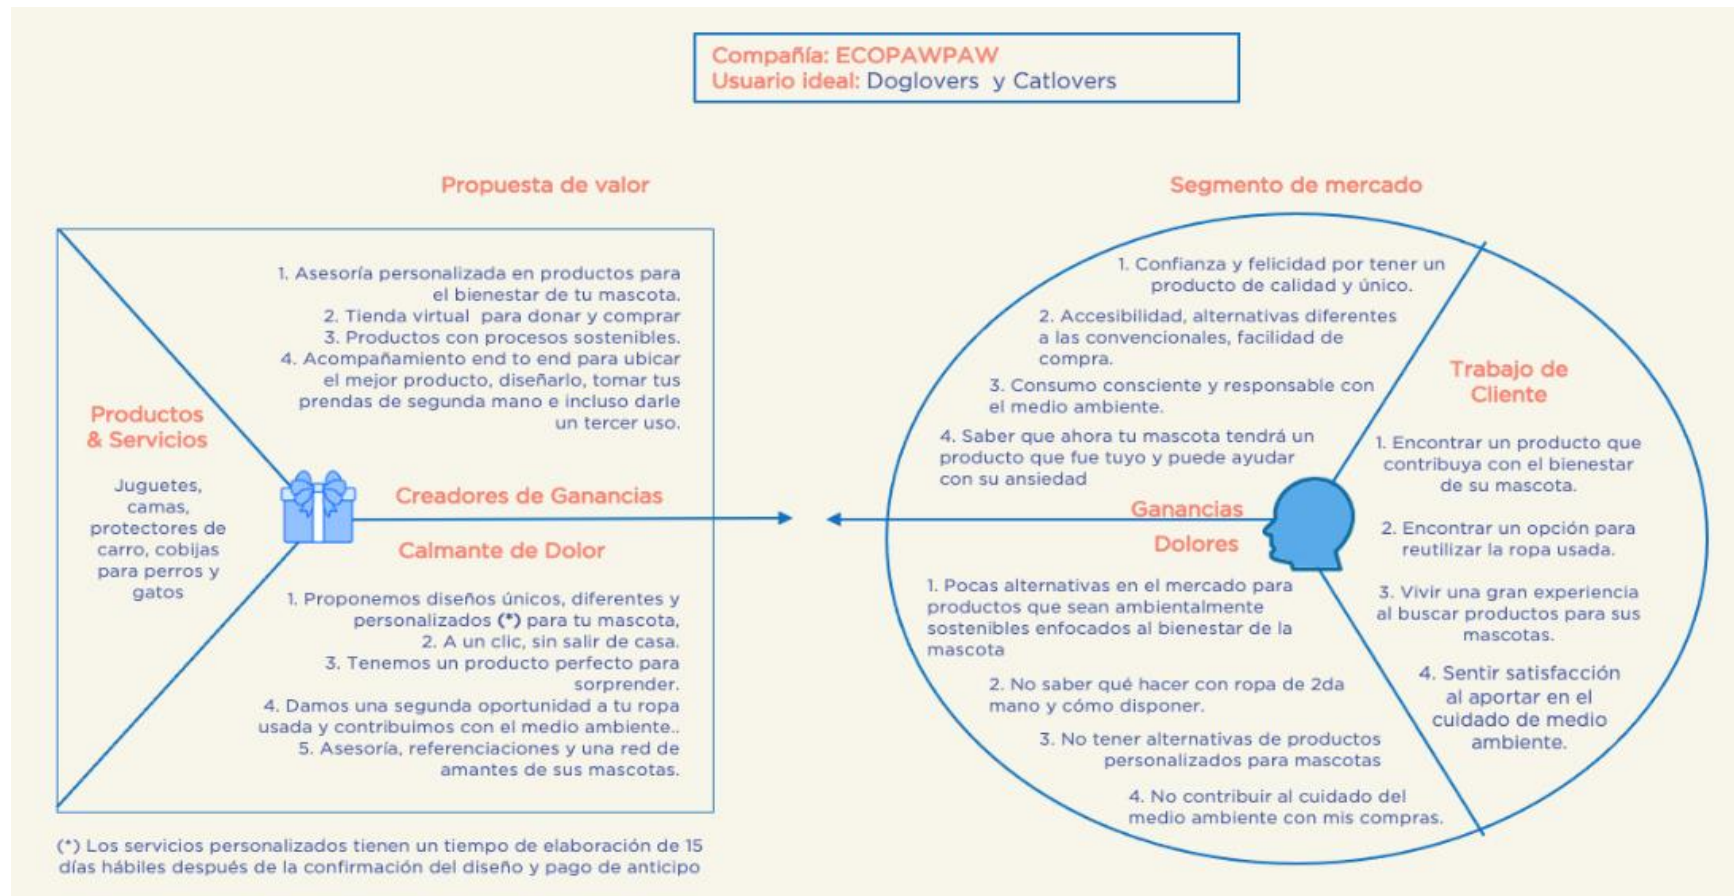 Compañía: ECOPAWPAW
Usuario ideal: Doglovers y Catlovers
Propuesta de valor
1. Asesoría personalizada en productos para
el bienestar de tu mascota.
2. Tienda virtual para donar y comprar
3. Productos con procesos sostenibles.
4. Acompañamiento end to end para ubicar
el mejor producto, diseñarlo, tomar tus
prendas de segunda mano e incluso darle
un tercer uso.
Productos
& Servicios
Juguetes,
camas,
protectores de
carro, cobijas
para perros y
gatos
Creadores de Ganancias
Calmante de Dolor
1. Proponemos diseños únicos, diferentes y
personalizados (*) para tu mascota,
2. A un clic, sin salir de casa.
3. Tenemos un producto perfecto para
sorprender.
4. Damos una segunda oportunidad a tu ropa
usada y contribuimos con el medio ambiente..
5. Asesoría, referenciaciones y una red de
amantes de sus mascotas.
(*) Los servicios personalizados tienen un tiempo de elaboración de 15
días hábiles después de la confirmación del diseño y pago de anticipo
Segmento de mercado
1. Confianza y felicidad por tener un
producto de calidad y único.
2. Accesibilidad, alternativas diferentes
a las convencionales, facilidad de
compra.
3. Consumo consciente y responsable con
el medio ambiente.
4. Saber que ahora tu mascota tendrá un
producto que fue tuyo y puede ayudar
con su ansiedad
Ganancias
Dolores
1. Pocas alternativas en el mercado para
productos que sean ambientalmente
sostenibles enfocados al bienestar de la
mascota
2. No saber qué hacer con ropa de 2da
mano y cómo disponer.
3. No tener alternativas de productos
personalizados para mascotas
4. No contribuir al cuidado del
medio ambiente con mis compras.
Trabajo de
Cliente
1. Encontrar un producto que
contribuya con el bienestar
de su mascota.
2. Encontrar un opción para
reutilizar la ropa usada.
3. Vivir una gran experiencia
al buscar productos para sus
mascotas.
4. Sentir satisfacción
al aportar en el
cuidado de medio
ambiente.